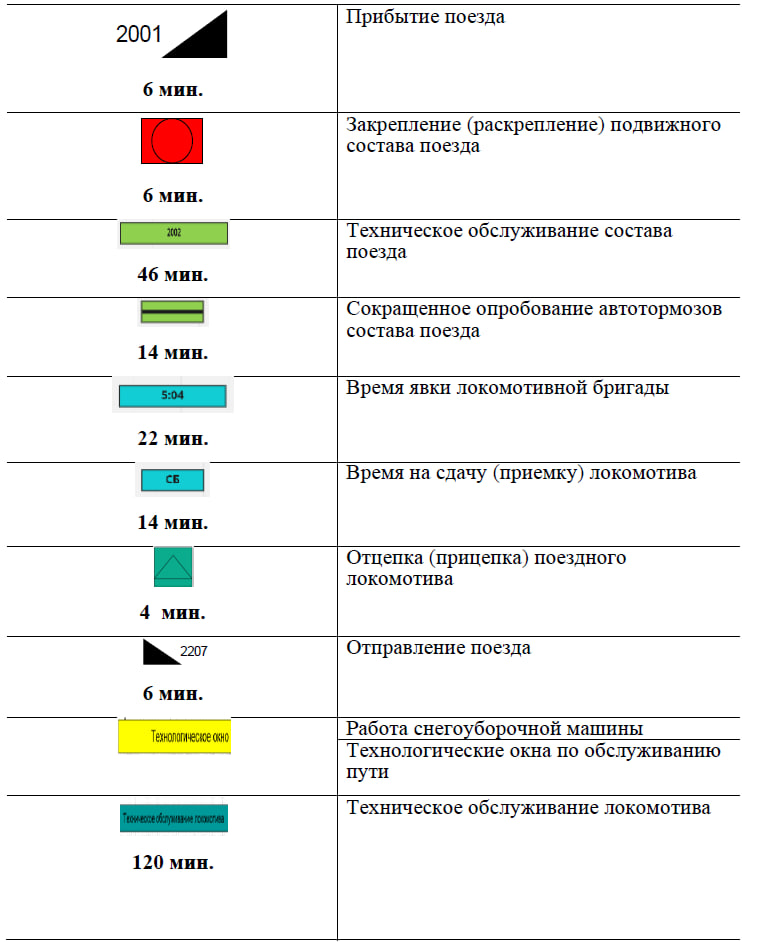 2001
6 мин.
Прибытие поезда
6 мин.
Закрепление (раскрепление) подвижного
состава поезда
2002
46 мин.
Техническое обслуживание состава
поезда
14 мин.
Сокращенное опробование автотормозов
состава поезда
5:04
22 мин.
Время явки локомотивной бригады
СБ
14 мин.
Время на сдачу (приемку) локомотива
4 мин.
Отцепка (прицепка) поездного
локомотива
2207
6 мин.
Отправление поезда
Технологическое окно
Работа снегоуборочной машины
Технологические окна по обслуживанию
пути
Техническое обслуживание локомотива
120 мин.
Техническое обслуживание локомотива